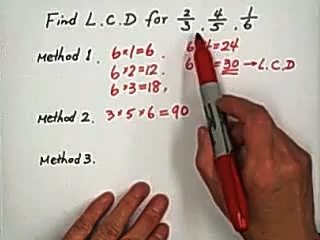 Find L.C.D for 2/3, 4/5, 1/6
Method 1. 6×1=6. 6 4=24
6×2=12. 6 =30 → L.C.D
6×3=18,
Method 2. 3×5×6=90
Method 3.